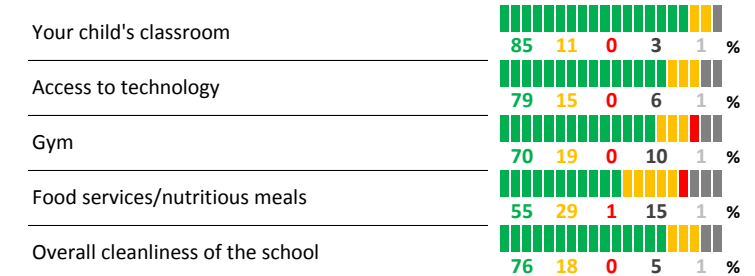 Your child's classroom
85 11 0 3 1 %
Access to technology
79 15 0 6 1 %
Gym
70 19 0 10 1 %
Food services/nutritious meals
55 29 1 15 1 %
Overall cleanliness of the school
76 18 0 5 1 %